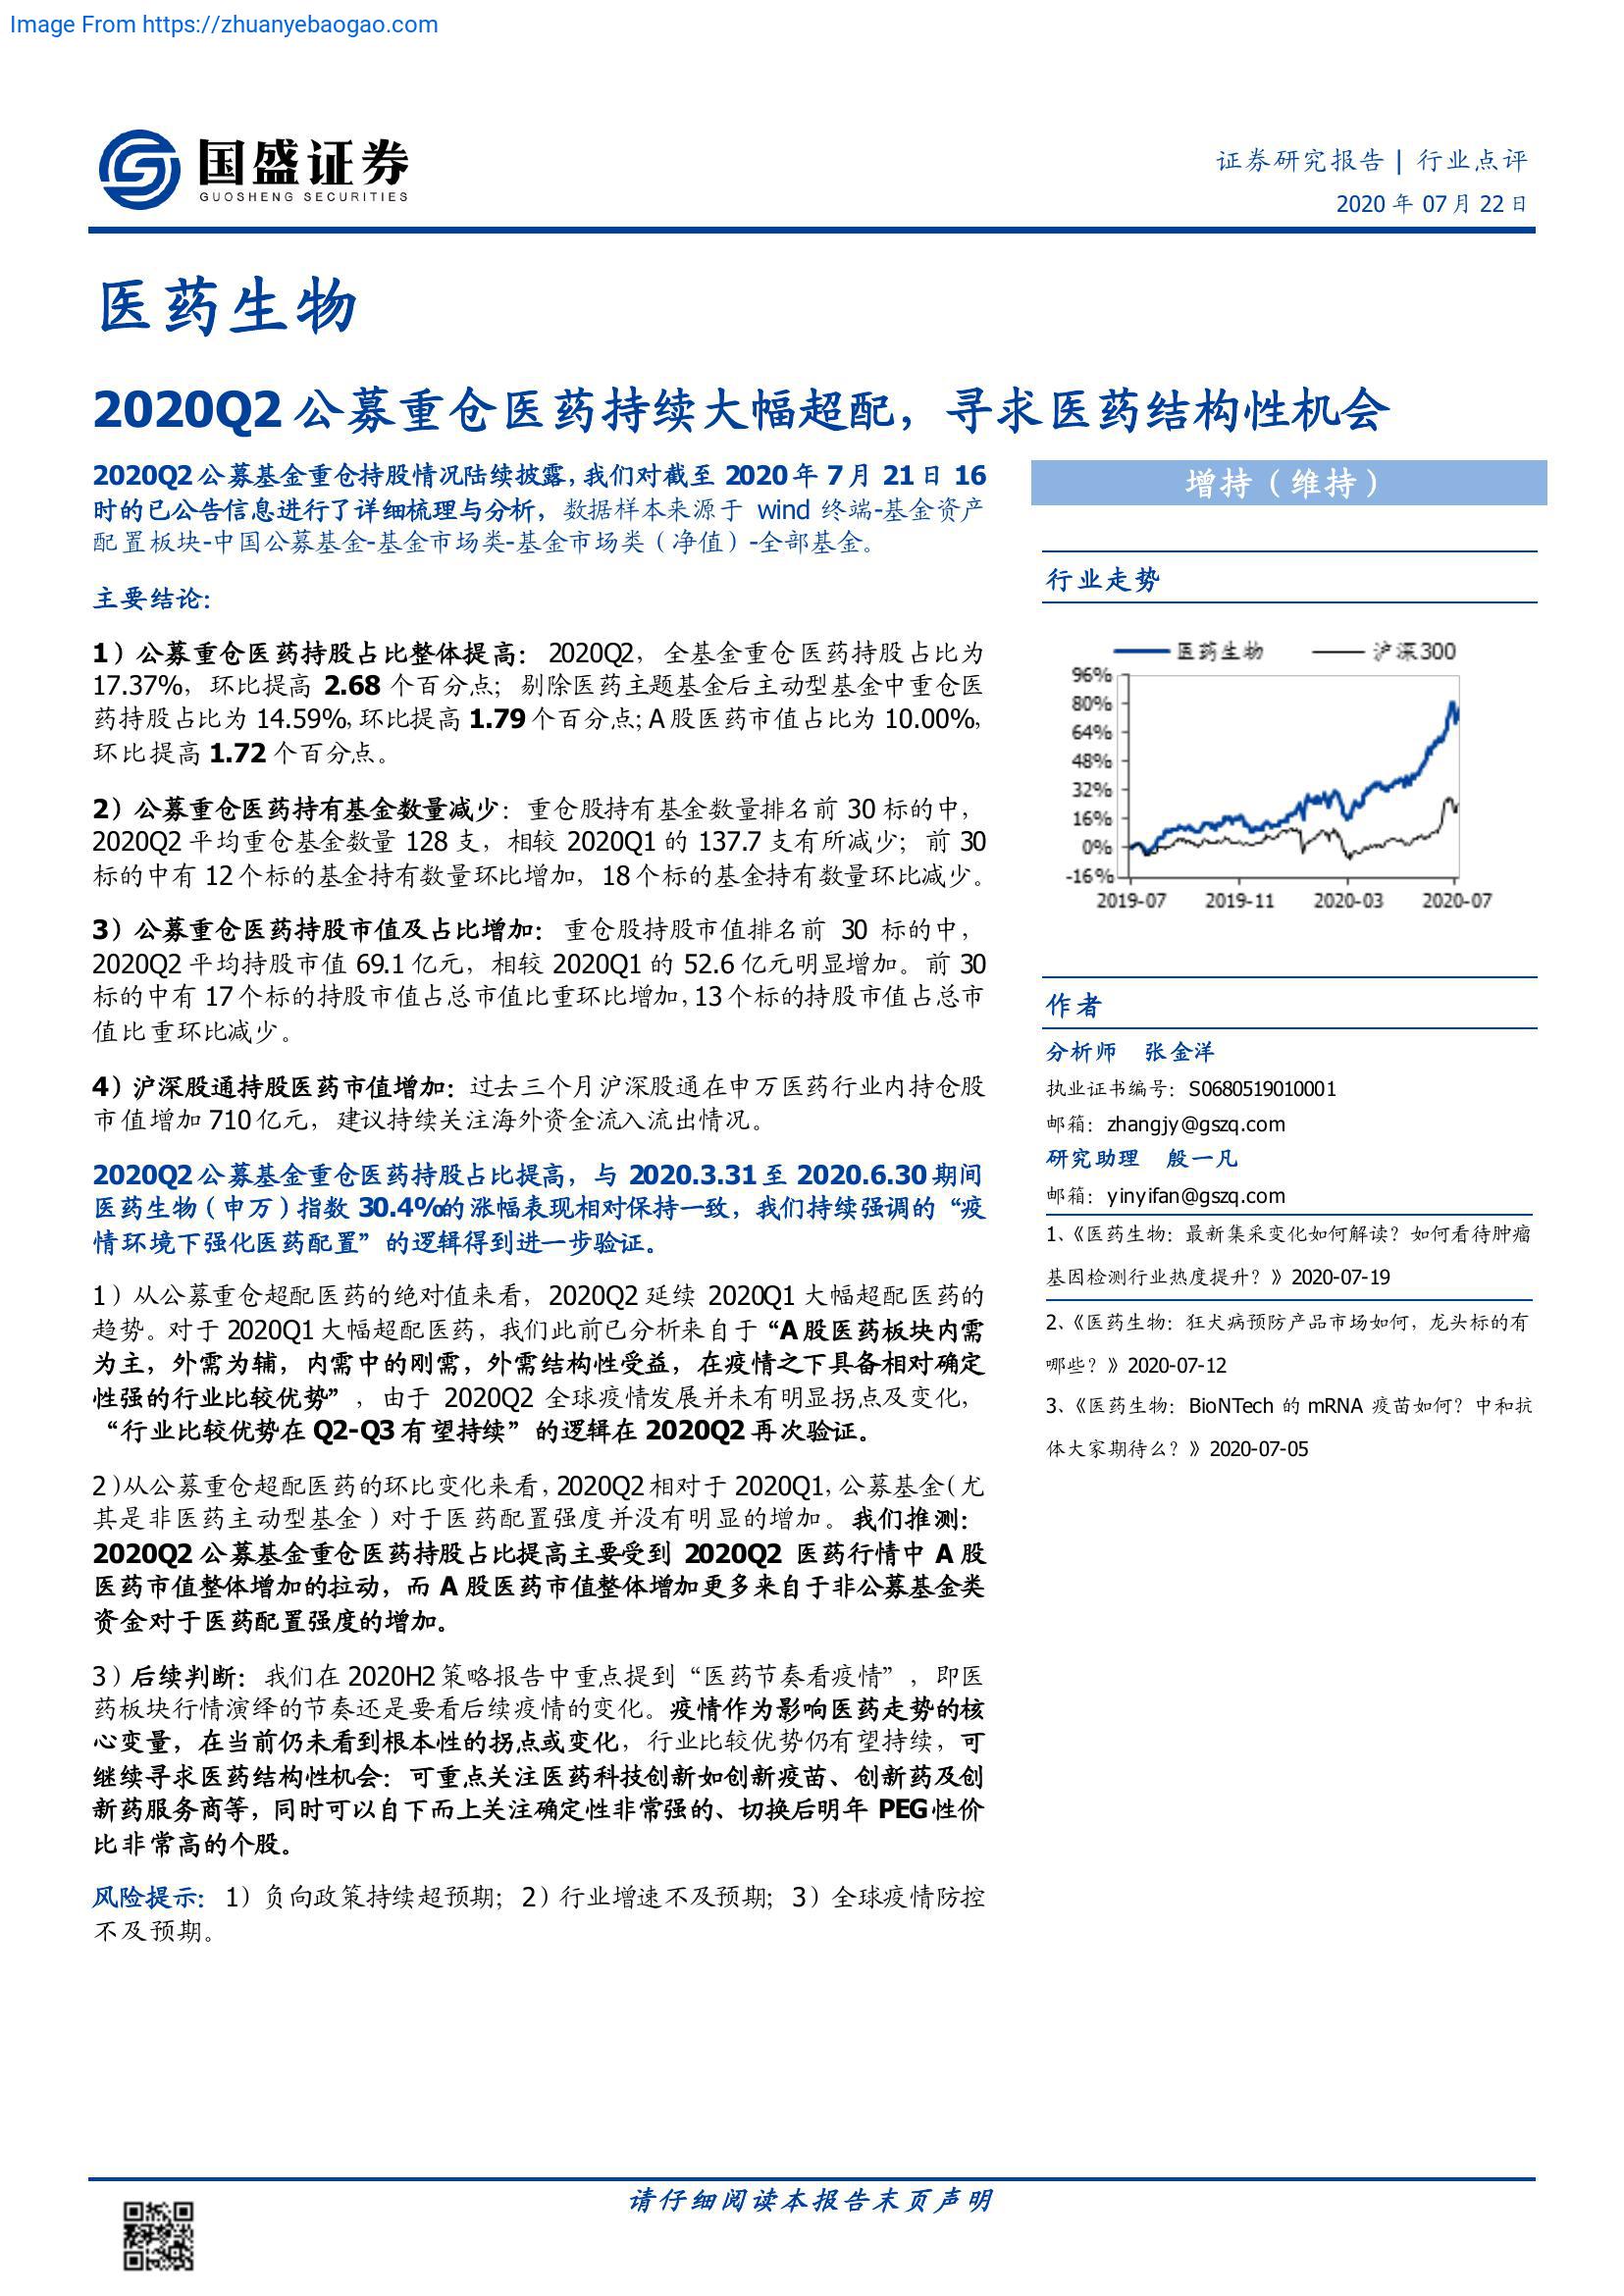 Image From https://zhuanyebaogao.com
国盛证券
GUOSHENG SECURITIES
证券研究报告 | 行业点评
2020 年 07 月 22 日
医药生物
2020Q2 公募重仓医药持续大幅超配，寻求医药结构性机会
2020Q2 公募基金重仓持股情况陆续披露，我们对截至 2020 年 7 月 21 日 16
时的已公告信息进行了详细梳理与分析，数据样本来源于 wind 终端-基金资产
配置板块-中国公募基金-基金市场类-基金市场类（净值）-全部基金。
主要结论：
1）公募重仓医药持股占比整体提高：2020Q2，全基金重仓医药持股占比为
17.37%，环比提高 2.68 个百分点；剔除医药主题基金后主动型基金中重仓医
药持股占比为 14.59%，环比提高 1.79 个百分点；A 股医药市值占比为 10.00%，
环比提高 1.72 个百分点。
2）公募重仓医药持有基金数量减少：重仓股持有基金数量排名前 30 标的中，
2020Q2 平均重仓基金数量 128 支，相较 2020Q1 的 137.7 支有所减少；前 30
标的中有 12 个标的基金持有数量环比增加，18 个标的基金持有数量环比减少。
3）公募重仓医药持股市值及占比增加：重仓股持股市值排名前 30 标的中，
2020Q2 平均持股市值 69.1 亿元，相较 2020Q1 的 52.6 亿元明显增加。前 30
标的中有 17 个标的持股市值占总市值比重环比增加，13 个标的持股市值占总市
值比重环比减少。
4）沪深股通持股医药市值增加：过去三个月沪深股通在申万医药行业内持仓股
市值增加 710 亿元，建议持续关注海外资金流入流出情况。
2020Q2 公募基金重仓医药持股占比提高，与 2020.3.31 至 2020.6.30 期间
医药生物（申万）指数 30.4%的涨幅表现相对保持一致，我们持续强调的“疫
情环境下强化医药配置”的逻辑得到进一步验证。
1）从公募重仓超配医药的绝对值来看，2020Q2 延续 2020Q1 大幅超配医药的
趋势。对于 2020Q1 大幅超配医药，我们此前已分析来自于“A 股医药板块内需
为主，外需为辅，内需中的刚需，外需结构性受益，在疫情之下具备相对确定
性强的行业比较优势”，由于 2020Q2 全球疫情发展并未有明显拐点及变化，
“行业比较优势在 Q2-Q3 有望持续”的逻辑在 2020Q2 再次验证。
2）从公募重仓超配医药的环比变化来看，2020Q2 相对于 2020Q1，公募基金（尤
其是非医药主动型基金）对于医药配置强度并没有明显的增加。我们推测：
2020Q2 公募基金重仓医药持股占比提高主要受到 2020Q2 医药行情中 A 股
医药市值整体增加的拉动，而 A 股医药市值整体增加更多来自于非公募基金类
资金对于医药配置强度的增加。
3）后续判断：我们在 2020H2 策略报告中重点提到“医药节奏看疫情”，即医
药板块行情演绎的节奏还是要看后续疫情的变化。疫情作为影响医药走势的核
心变量，在当前仍未看到根本性的拐点或变化，行业比较优势仍有望持续，可
继续寻求医药结构性机会：可重点关注医药科技创新如创新疫苗、创新药及创
新药服务商等，同时可以自下而上关注确定性非常强的、切换后明年 PEG 性价
比非常高的个股。
风险提示：1）负向政策持续超预期；2）行业增速不及预期；3）全球疫情防控
不及预期。
增持（维持）
行业走势
医药生物 沪深300
96%
80%
64%
48%
32%
16%
0%
-16%
2019-07 2019-11 2020-03 2020-07
作者
分析师 张金洋
执业证书编号：S0680519010001
邮箱：zhangjy@gszq.com
研究助理 殷一凡
邮箱：yinyifan@gszq.com
1、《医药生物：最新集采变化如何解读？如何看待肿瘤
基因检测行业热度提升？》2020-07-19
2、《医药生物：狂犬病预防产品市场如何，龙头标的有
哪些？》2020-07-12
3、《医药生物：BioNTech 的 mRNA 疫苗如何？中和抗
体大家期待么？》2020-07-05
请仔细阅读本报告末页声明